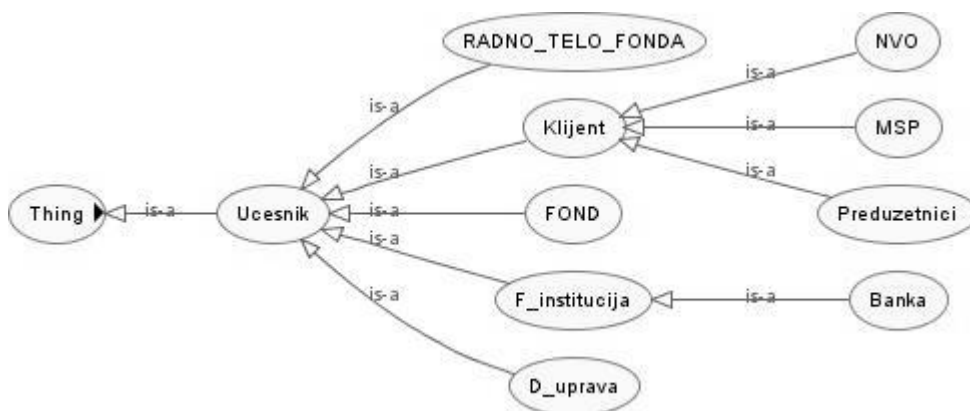 RADNO_TELO_FONDA
NVO
is-a
is-a
Klijent
is-a
MSP
is-a
is-a
Thing
is-a
Ucesnik
is-a
FOND
Preduzetnici
is-a
F_institucija
is-a
Banka
is-a
D_uprava